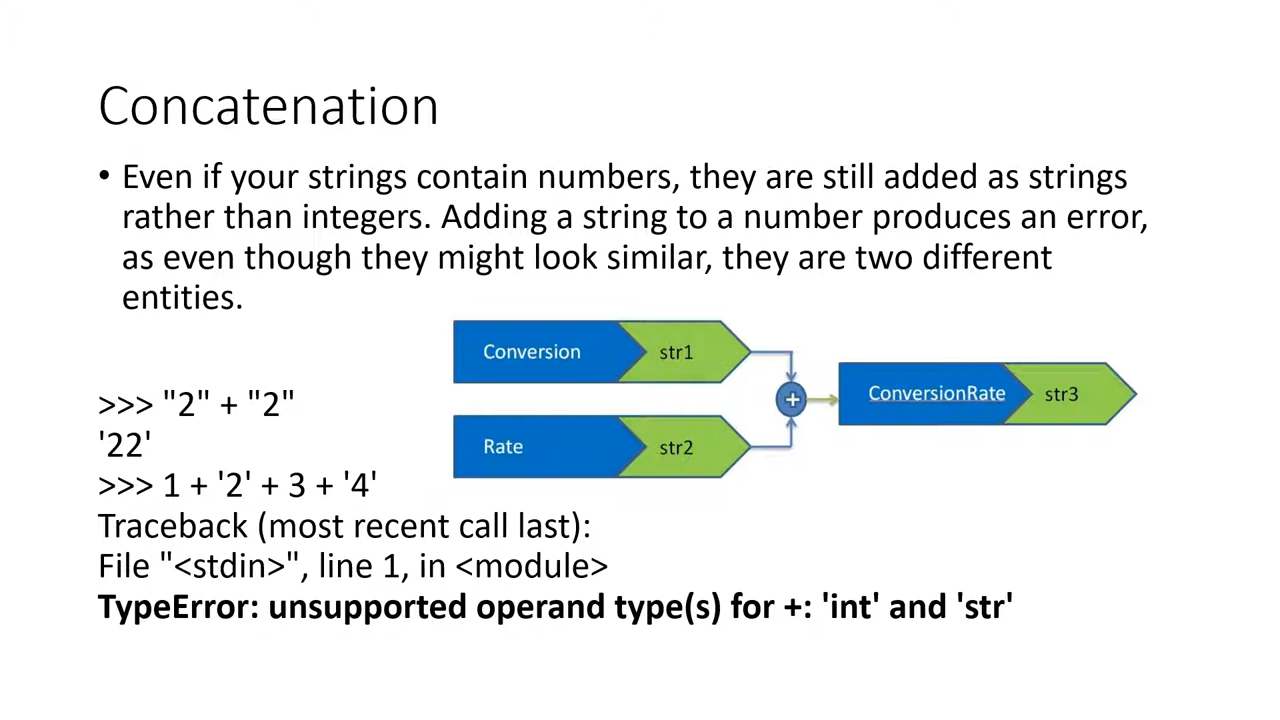 Concatenation
• Even if your strings contain numbers, they are still added as strings
rather than integers. Adding a string to a number produces an error,
as even though they might look similar, they are two different
entities.
Conversion str1
Rate str2
+
ConversionRate str3
>>> "2" + "2"
'22'
>>> 1 + '2' + 3 + '4'
Traceback (most recent call last):
File "<stdin>", line 1, in <module>
TypeError: unsupported operand type(s) for +: 'int' and 'str'